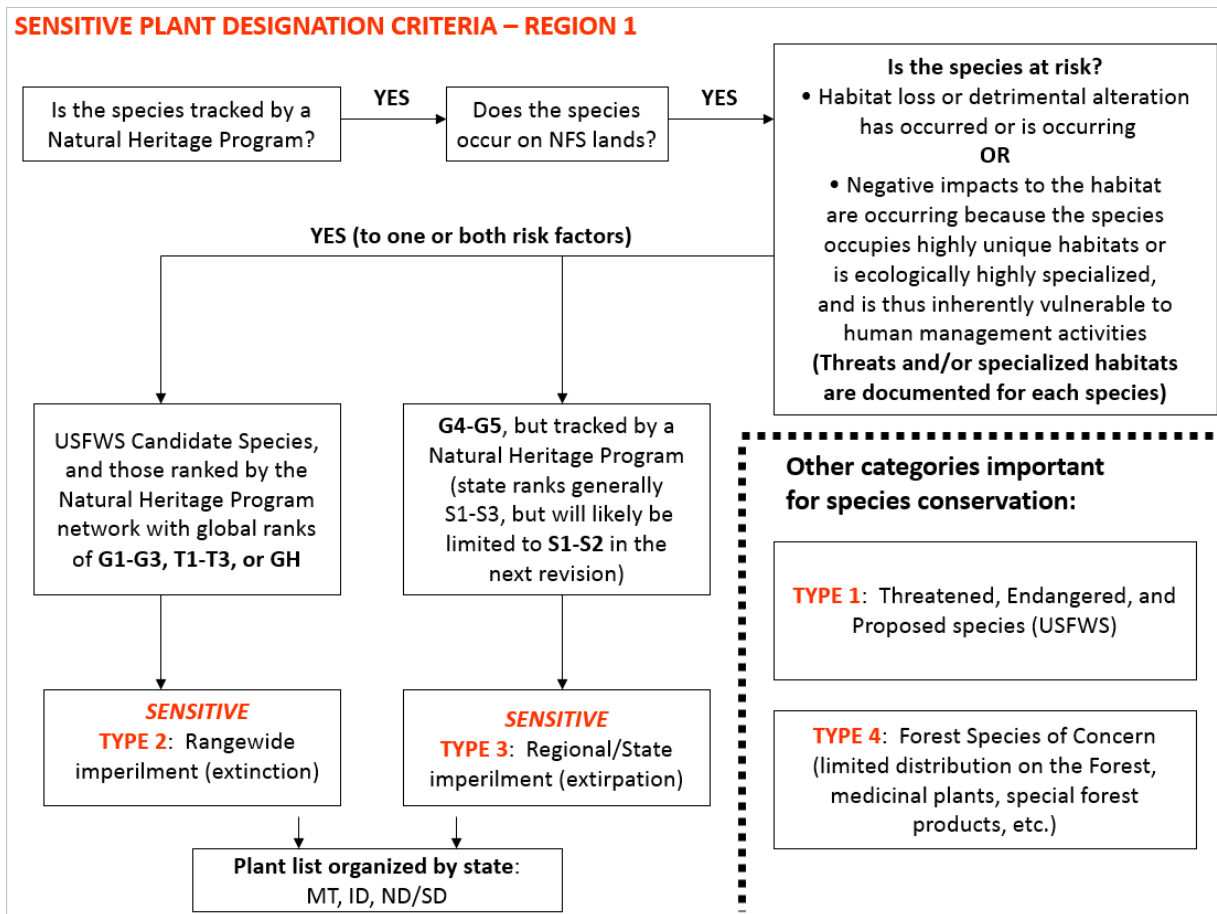 SENSITIVE PLANT DESIGNATION CRITERIA – REGION 1
Is the species tracked by a
Natural Heritage Program?
YES
Does the species
occur on NFS lands?
YES
Is the species at risk?
• Habitat loss or detrimental alteration
has occurred or is occurring
OR
• Negative impacts to the habitat
are occurring because the species
occupies highly unique habitats or
is ecologically highly specialized,
and is thus inherently vulnerable to
human management activities
(Threats and/or specialized habitats
are documented for each species)
YES (to one or both risk factors)
USFWS Candidate Species,
and those ranked by the
Natural Heritage Program
network with global ranks
of G1-G3, T1-T3, or GH
G4-G5, but tracked by a
Natural Heritage Program
(state ranks generally
S1-S3, but will likely be
limited to S1-S2 in the
next revision)
SENSITIVE
TYPE 2: Rangewide
imperilment (extinction)
SENSITIVE
TYPE 3: Regional/State
imperilment (extirpation)
Plant list organized by state:
MT, ID, ND/SD
Other categories important
for species conservation:
TYPE 1: Threatened, Endangered, and
Proposed species (USFWS)
TYPE 4: Forest Species of Concern
(limited distribution on the Forest,
medicinal plants, special forest
products, etc.)